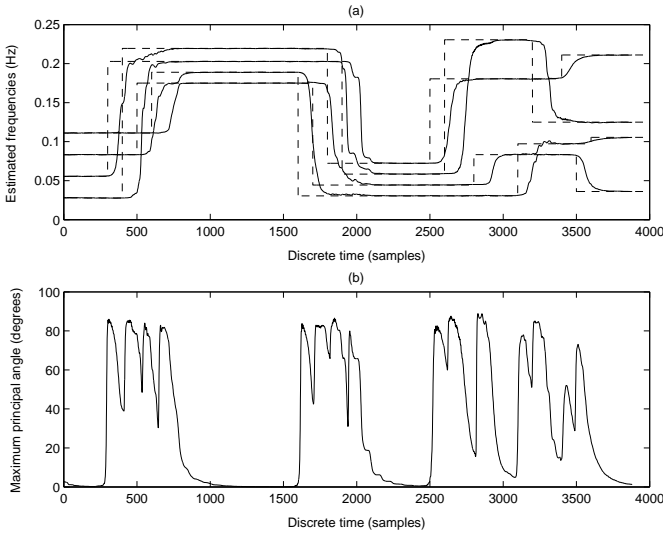 (a)
Estimated frequencies (Hz)
0.25
0.2
0.15
0.1
0.05
0
0 500 1000 1500 2000 2500 3000 3500 4000
Discrete time (samples)
(b)
Maximum principal angle (degrees)
100
80
60
40
20
0
0 500 1000 1500 2000 2500 3000 3500 4000
Discrete time (samples)